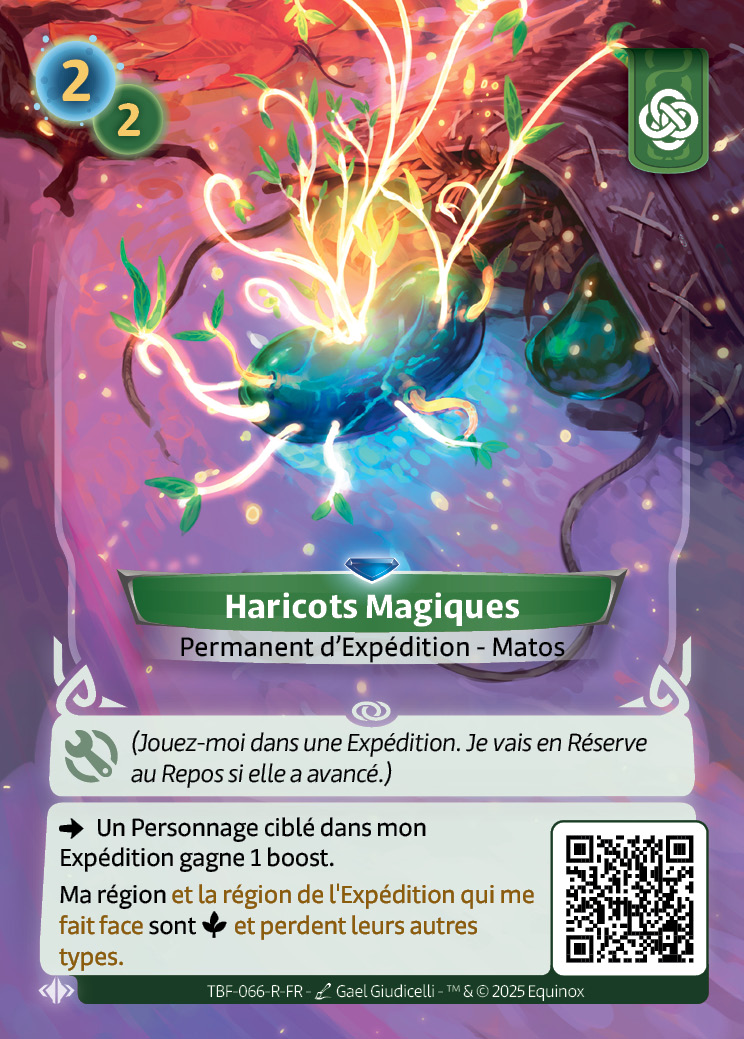 2
2
Haricots Magiques
Permanent d'Expédition - Matos
(Jouez-moi dans une Expédition. Je vais en Réserve
au Repos si elle a avancé.)
Un Personnage ciblé dans mon
Expédition gagne 1 boost.
Ma région et la région de l'Expédition qui me
fait face sont et perdent leurs autres
types.
TBF-066-R-FR - Gael Giudicelli - ™ & © 2025 Equinox